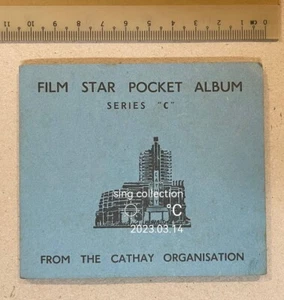 FILM STAR POCKET ALBUM
SERIES "C"
sing collection
°C
2023.03.14
FROM THE CATHAY ORGANISATION